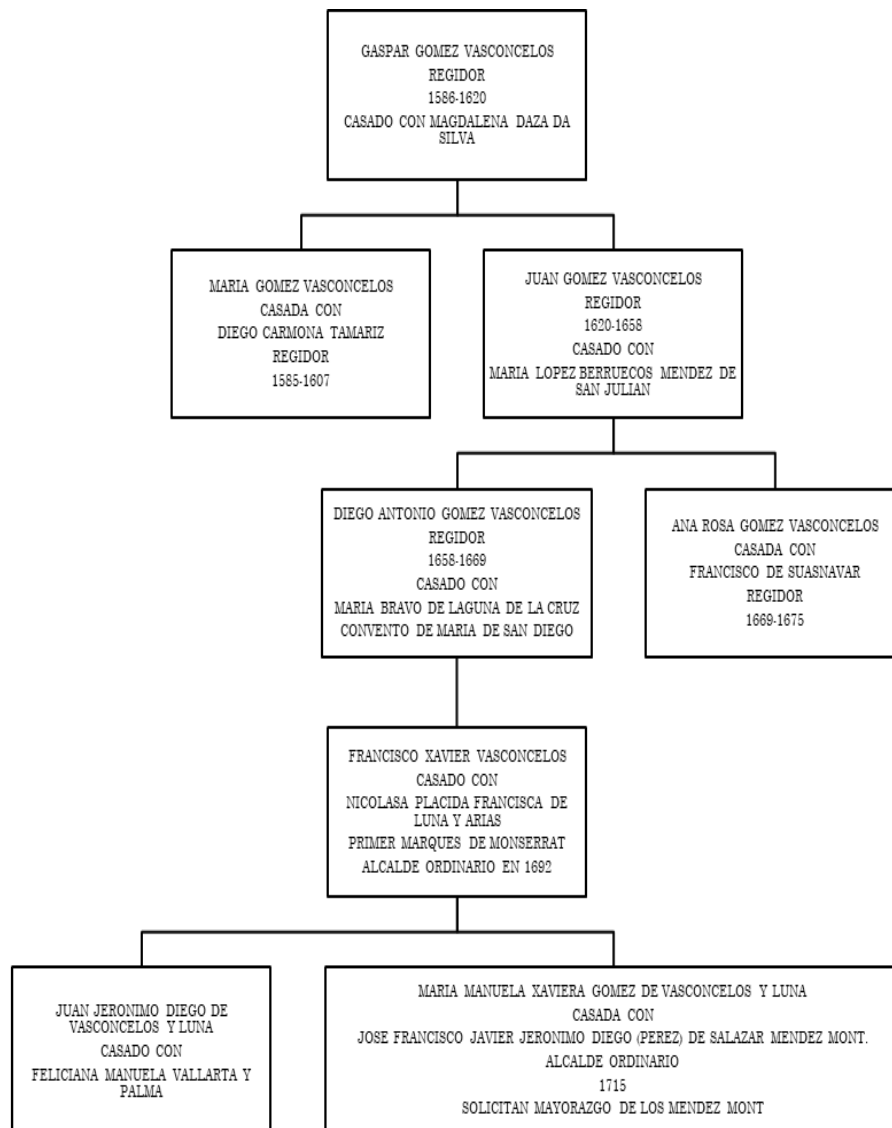 GASPAR GOMEZ VASCONCELOS
REGIDOR
1586-1620
CASADO CON MAGDALENA DAZA DA
SILVA
MARIA GOMEZ VASCONCELOS
CASADA CON
DIEGO CARMONA TAMARIZ
REGIDOR
1585-1607
JUAN GOMEZ VASCONCELOS
REGIDOR
1620-1658
CASADO CON
MARIA LOPEZ BERRUECOS MENDEZ DE
SAN JULIAN
DIEGO ANTONIO GOMEZ VASCONCELOS
REGIDOR
1658-1669
CASADO CON
MARIA BRAVO DE LAGUNA DE LA CRUZ
CONVENTO DE MARIA DE SAN DIEGO
ANA ROSA GOMEZ VASCONCELOS
CASADA CON
FRANCISCO DE SUASNAVAR
REGIDOR
1669-1675
FRANCISCO XAVIER VASCONCELOS
CASADO CON
NICOLASA PLACIDA FRANCISCA DE
LUNA Y ARIAS
PRIMER MARQUES DE MONSERRAT
ALCALDE ORDINARIO EN 1692
JUAN JERONIMO DIEGO DE
VASCONCELOS Y LUNA
CASADO CON
FELICIANA MANUELA VALLARTA Y
PALMA
MARIA MANUELA XAVIERA GOMEZ DE VASCONCELOS Y LUNA
CASADA CON
JOSE FRANCISCO JAVIER JERONIMO DIEGO (PEREZ) DE SALAZAR MENDEZ MONT.
ALCALDE ORDINARIO
1715
SOLICITAN MAYORAZGO DE LOS MENDEZ MONT